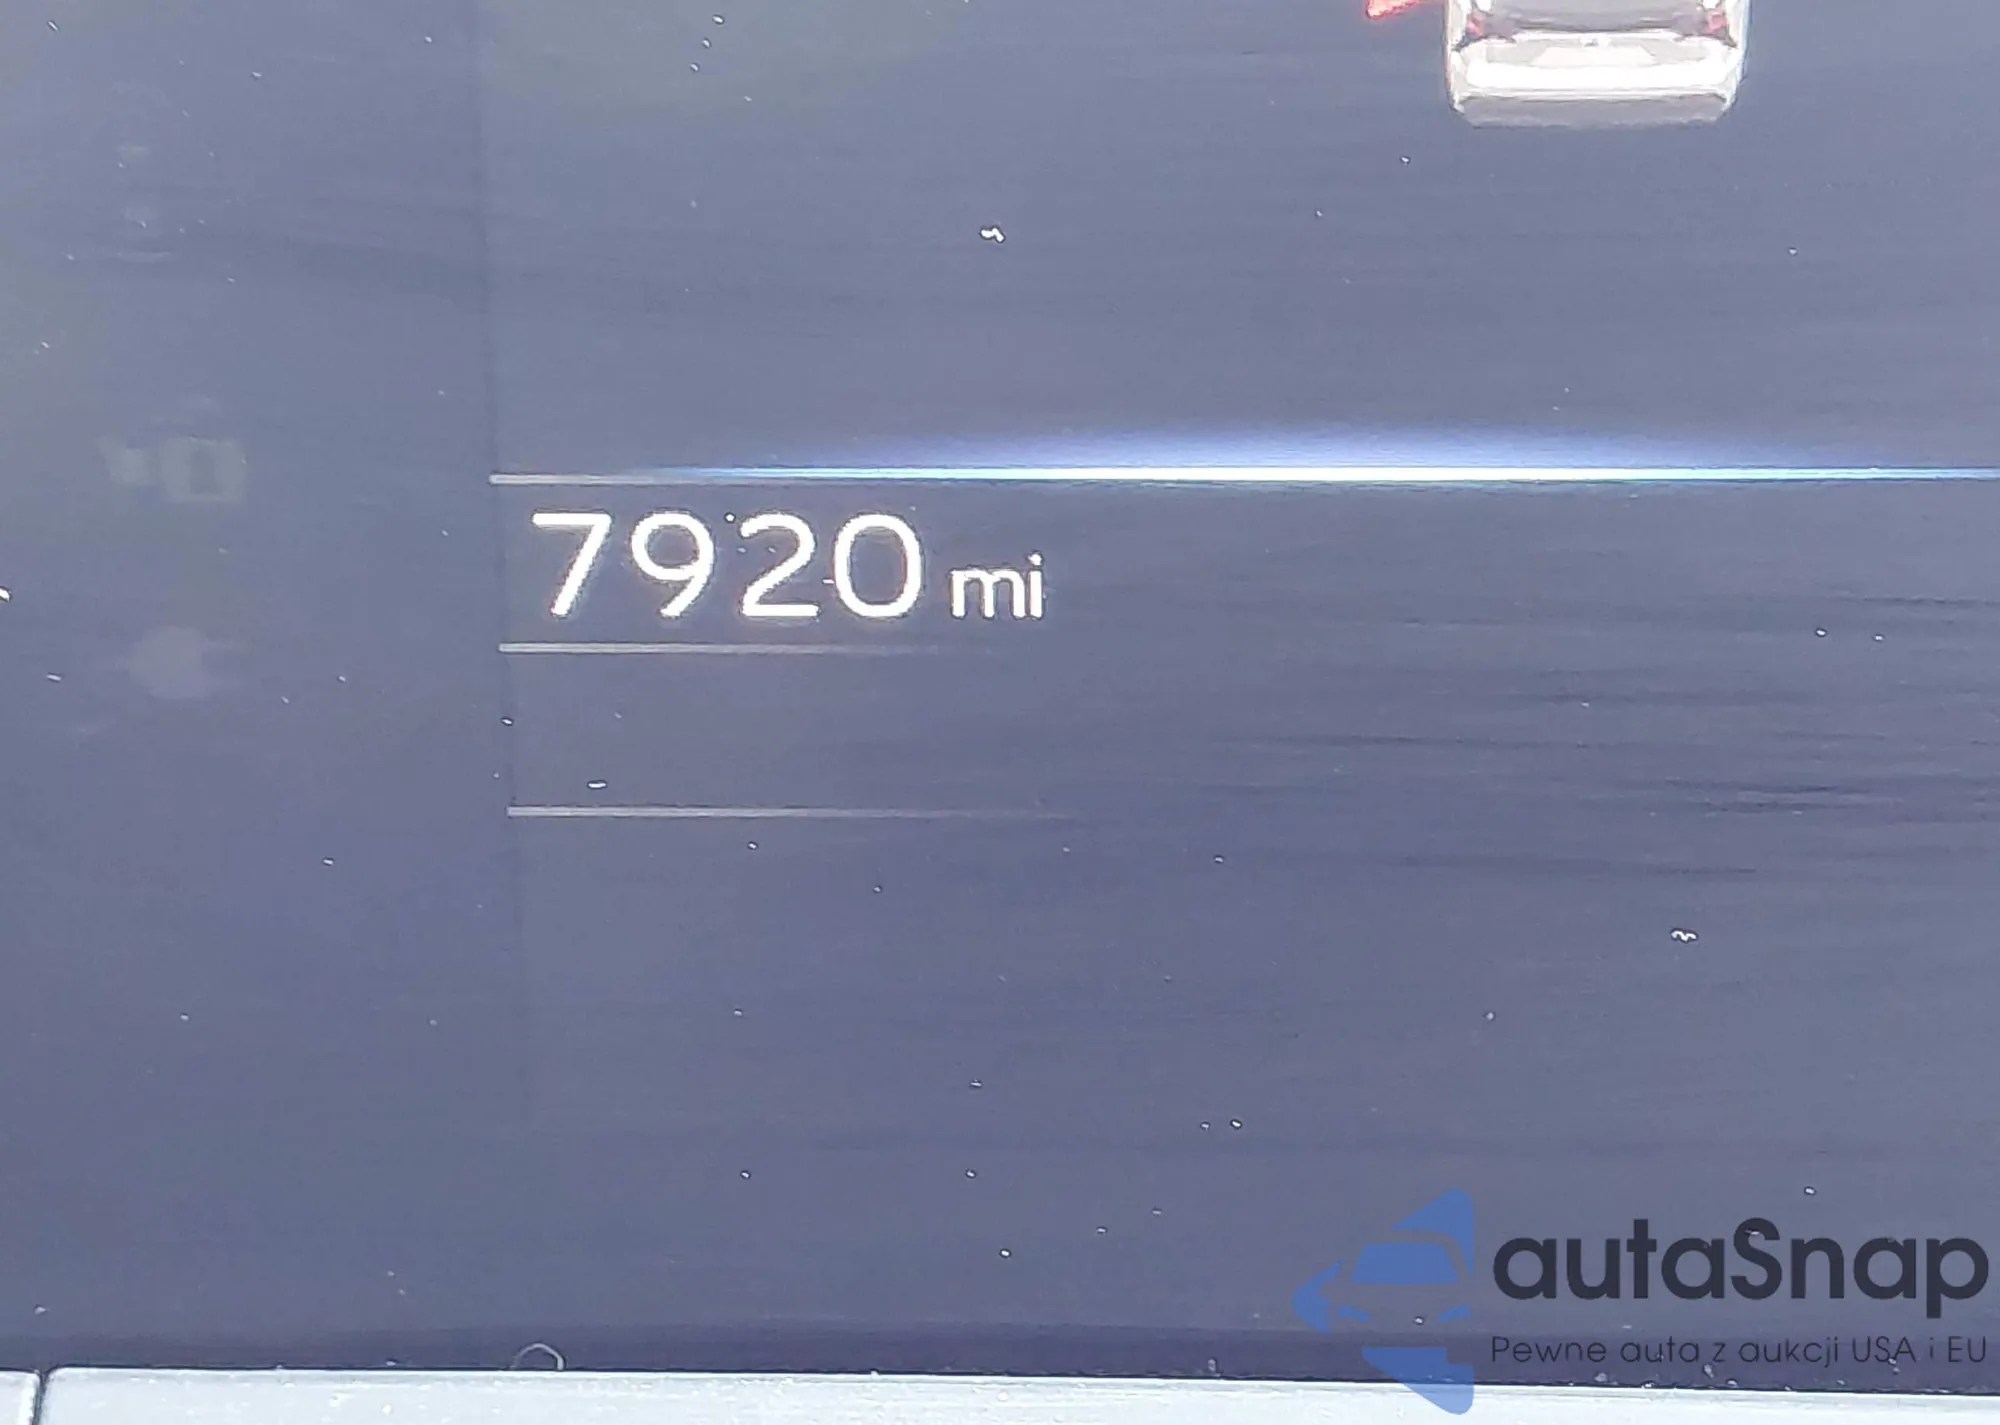 7920 mi
autaSnap
Pewne auta z aukcji USA i EU